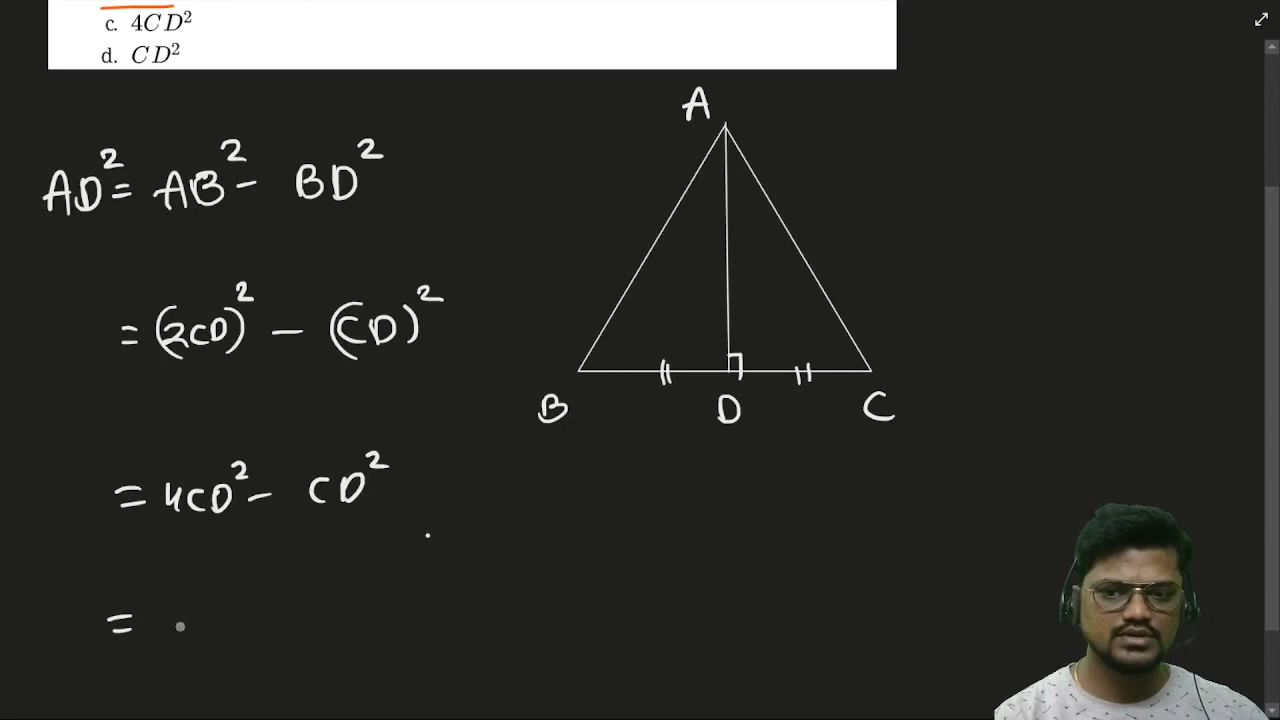 c. 4CD²
d. CD²
A
AD² = AB² - BD²
= (2CD)² - (CD)²
B D C
= 4CD² - CD²
=